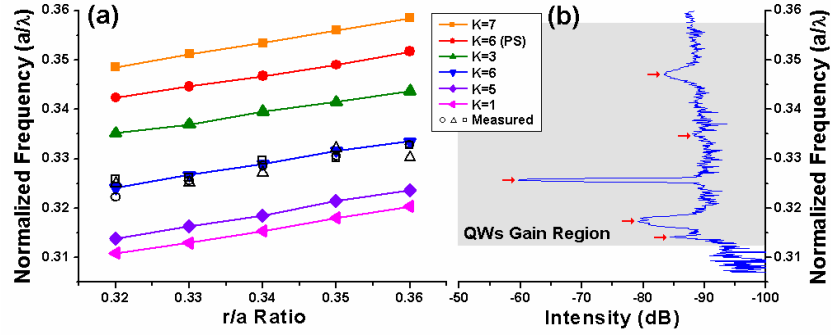 (a)
Normalized Frequency (a/λ)
0.36
0.35
0.34
0.33
0.32
0.31
0.32
0.33
0.34
0.35
0.36
r/a Ratio
K=7
K=6 (PS)
K=3
K=6
K=5
K=1
Measured
(b)
QWs Gain Region
-50
-60
-70
-80
-90
-100
Intensity (dB)
0.36
0.35
0.34
0.33
0.32
0.31
Normalized Frequency (a/λ)